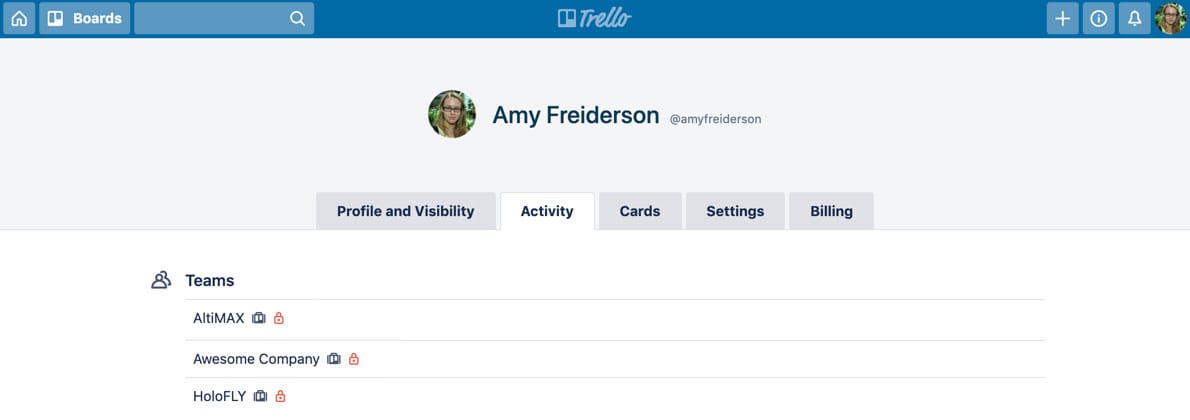 Boards
Trello
Amy Freiderson @amyfreiderson
Profile and Visibility Activity Cards Settings Billing
Teams
AltiMAX
Awesome Company
HoloFLY